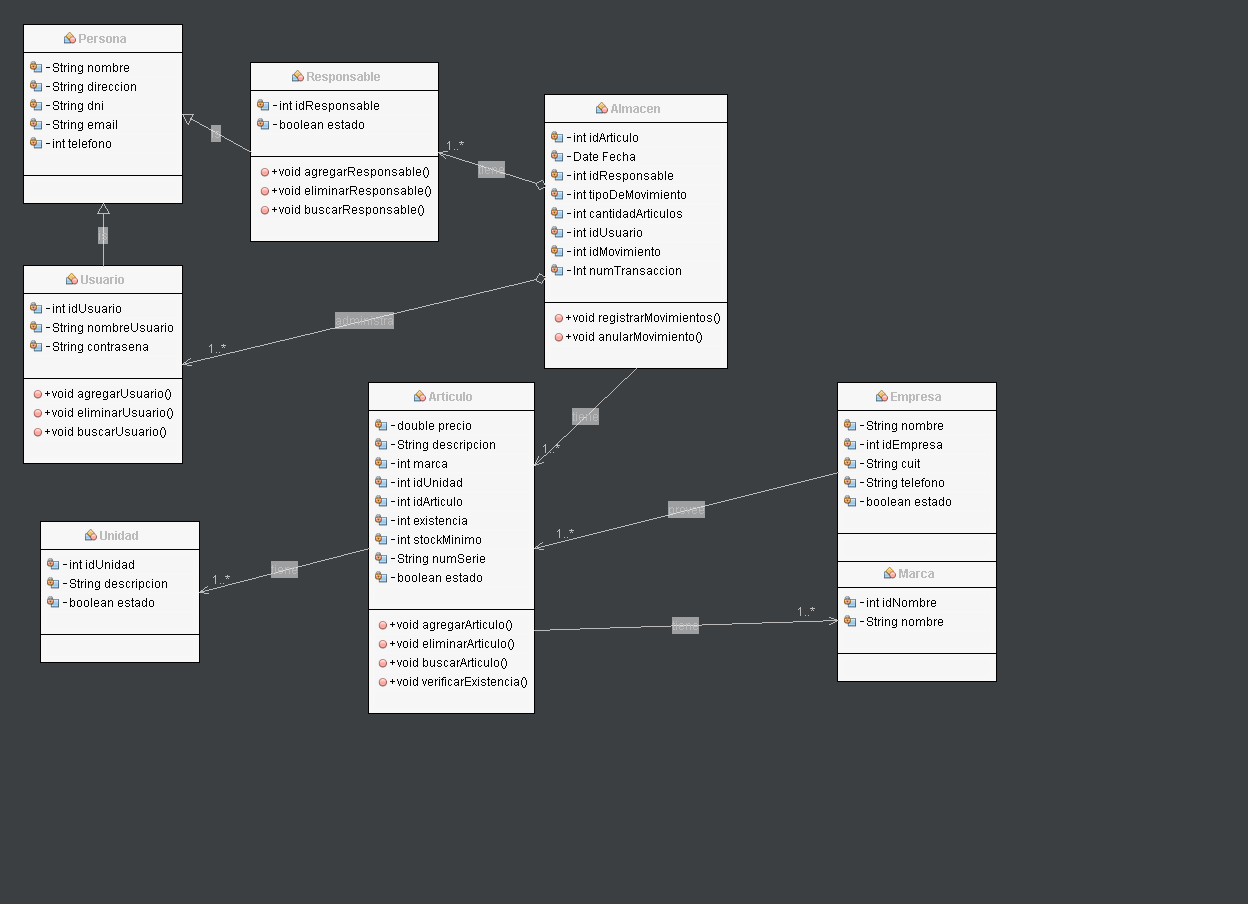 Persona
-String nombre
-String direccion
-String dni
-String email
-int telefono
Responsable
-int idResponsable
-boolean estado
+void agregarResponsable()
+void eliminarResponsable()
+void buscarResponsable()
Almacen
-int idArticulo
-Date Fecha
-int idResponsable
-int tipoDeMovimiento
-int cantidadArticulos
-int idUsuario
-int idMovimiento
-Int numTransaccion
+void registrarMovimientos()
+void anularMovimiento()
1..*
tiene
Usuario
-int idUsuario
-String nombreUsuario
-String contrasena
+void agregarUsuario()
+void eliminarUsuario()
+void buscarUsuario()
administra
1..*
Articulo
-double precio
-String descripcion
-int marca
-int idUnidad
-int idArticulo
-int existencia
-int stockMinimo
-String numSerie
-boolean estado
+void agregarArticulo()
+void eliminarArticulo()
+void buscarArticulo()
+void verificarExistencia()
tiene
1..*
Empresa
-String nombre
-int idEmpresa
-String cuit
-String telefono
-boolean estado
1..*
Unidad
-int idUnidad
-String descripcion
-boolean estado
1..*
tiene
Marca
-int idNombre
-String nombre
1..*
tiene